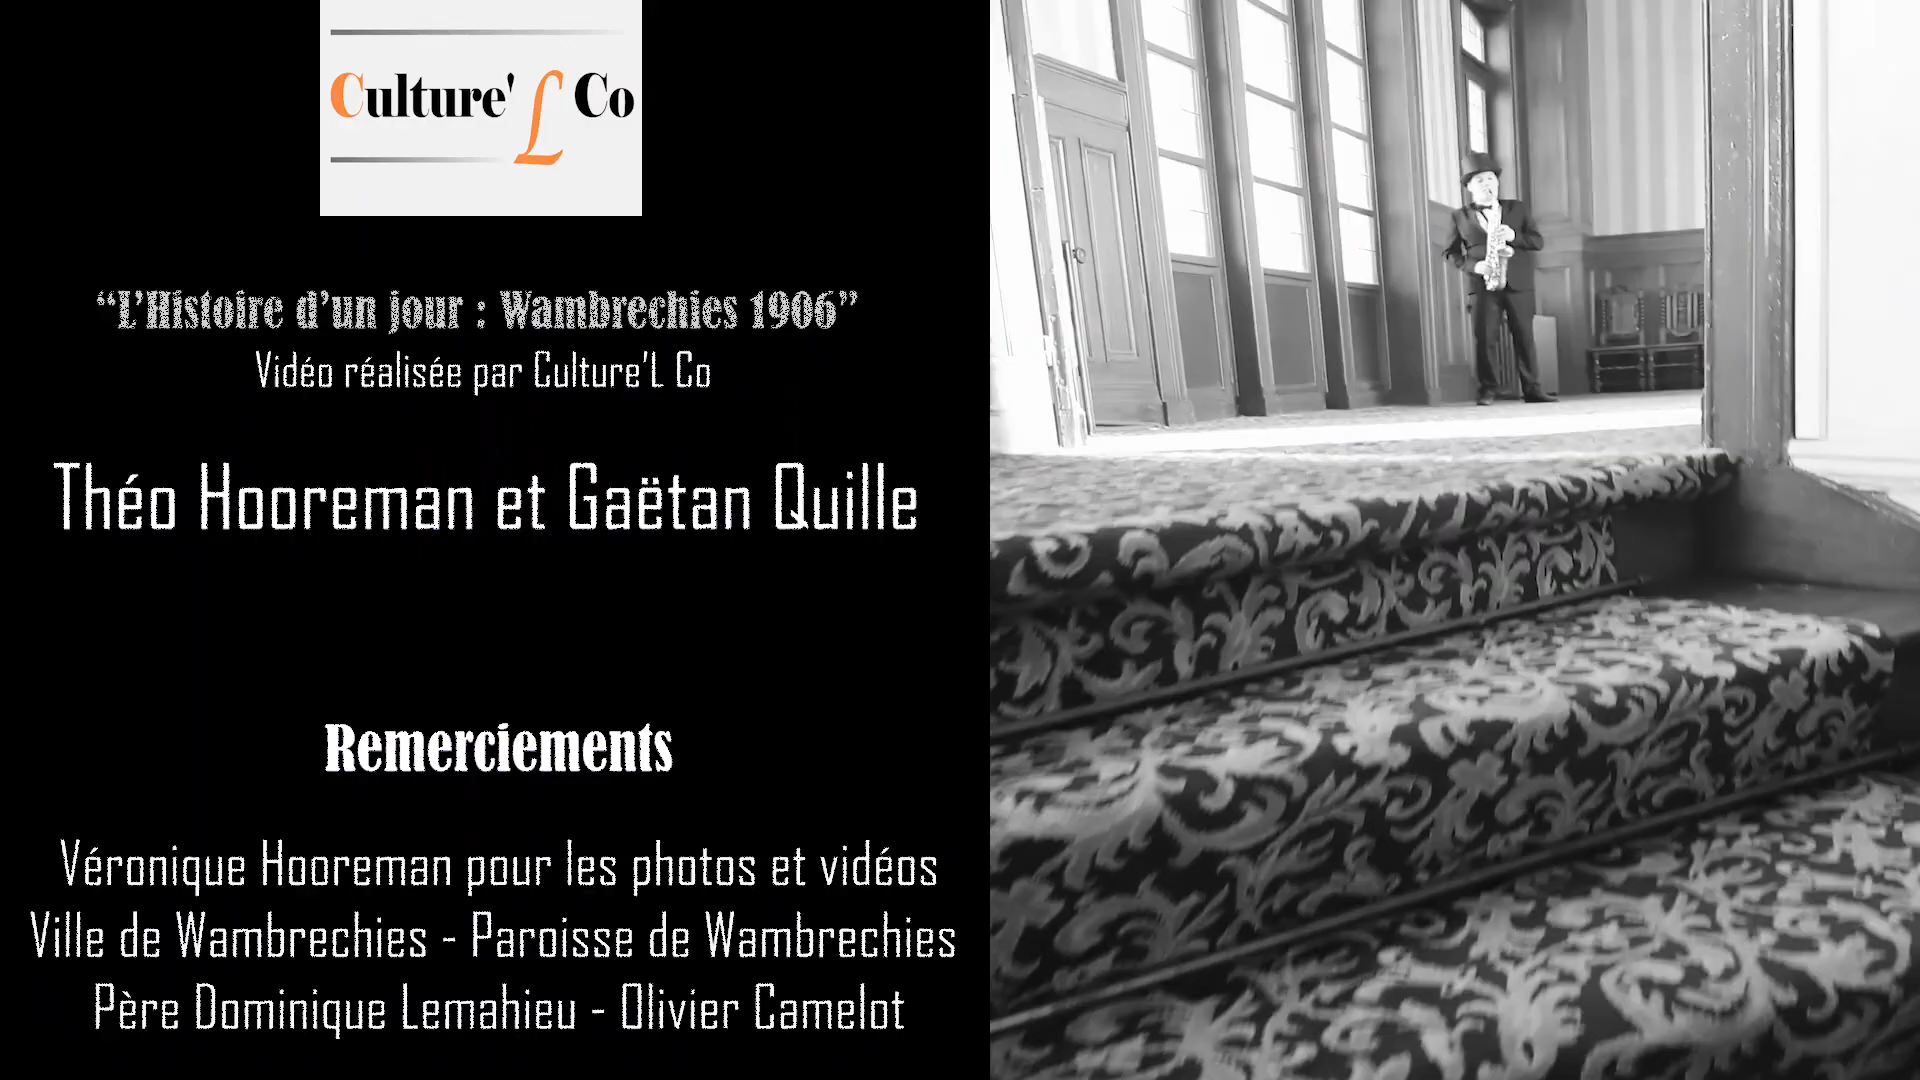 Culture'L Co
“L’Histoire d’un jour : Wambrechies 1906”
Vidéo réalisée par Culture’L Co
Théo Hooreman et Gaëtan Quille
Remerciements
Véronique Hooreman pour les photos et vidéos
Ville de Wambrechies - Paroisse de Wambrechies
Père Dominique Lemahieu - Olivier Camelot